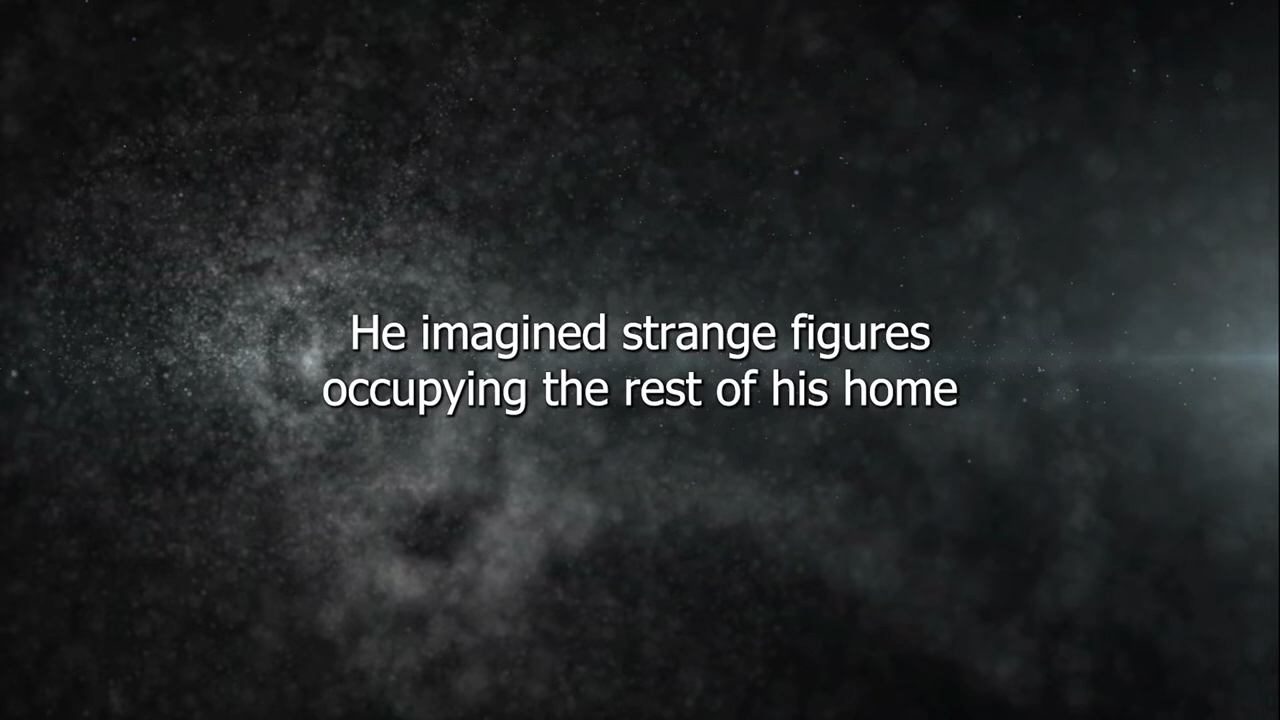 He imagined strange figures
occupying the rest of his home